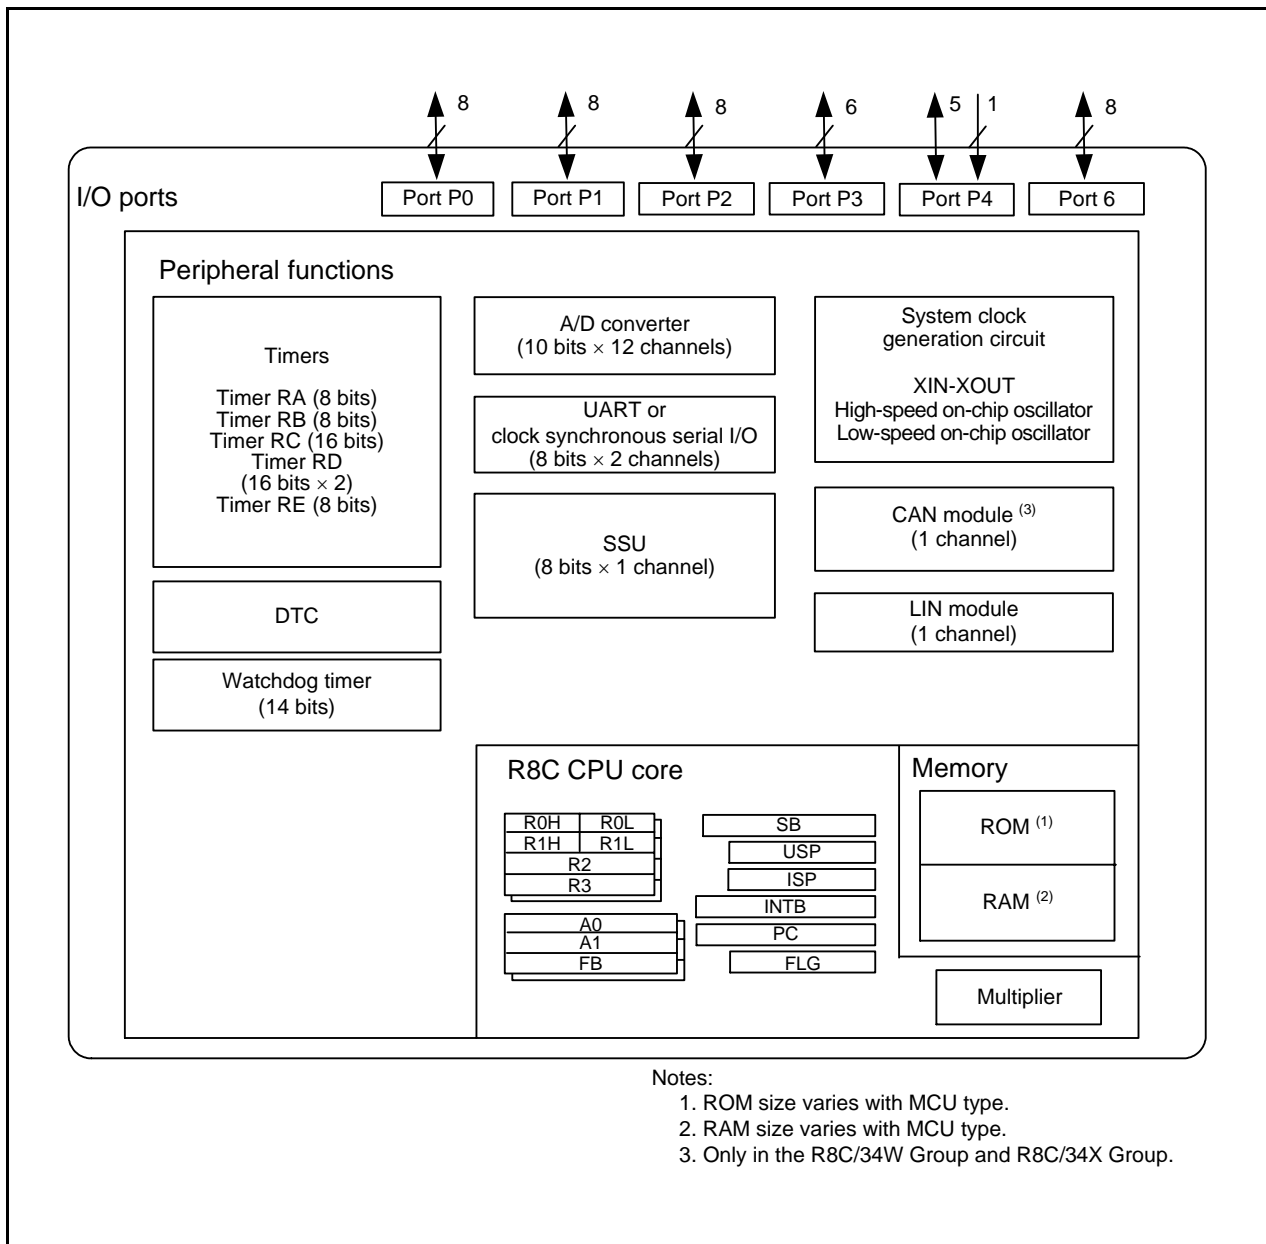 8
8
8
6
5
1
8
I/O ports
Port P0
Port P1
Port P2
Port P3
Port P4
Port 6
Peripheral functions
Timers
Timer RA (8 bits)
Timer RB (8 bits)
Timer RC (16 bits)
Timer RD
(16 bits × 2)
Timer RE (8 bits)
DTC
Watchdog timer
(14 bits)
A/D converter
(10 bits × 12 channels)
UART or
clock synchronous serial I/O
(8 bits × 2 channels)
SSU
(8 bits × 1 channel)
System clock
generation circuit
XIN-XOUT
High-speed on-chip oscillator
Low-speed on-chip oscillator
CAN module (3)
(1 channel)
LIN module
(1 channel)
R8C CPU core
R0H
R0L
R1H
R1L
R2
R3
A0
A1
FB
SB
USP
ISP
INTB
PC
FLG
Memory
ROM (1)
RAM (2)
Multiplier
Notes:
1. ROM size varies with MCU type.
2. RAM size varies with MCU type.
3. Only in the R8C/34W Group and R8C/34X Group.